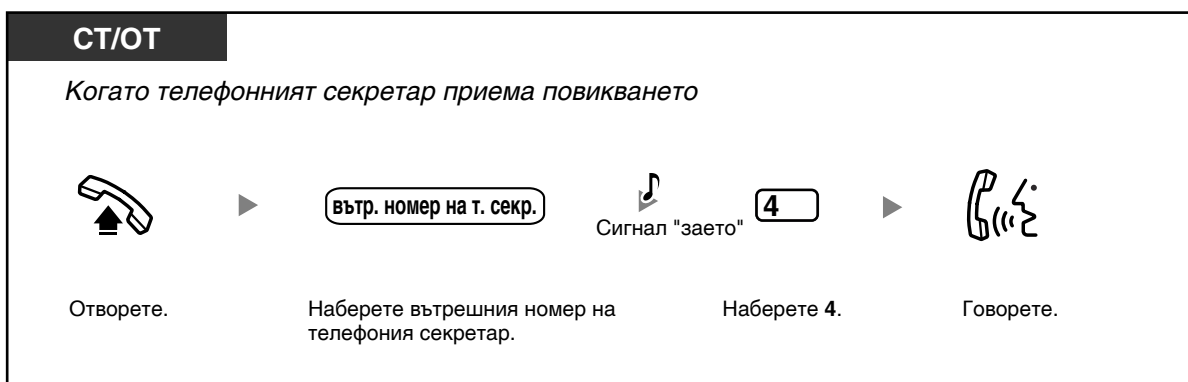 СТ/ОТ
Когато телефонният секретар приема повикването
вътр. номер на т. секр.
4
Сигнал "заето"
Отворете.
Наберете вътрешния номер на
телефония секретар.
Наберете 4.
Говорете.